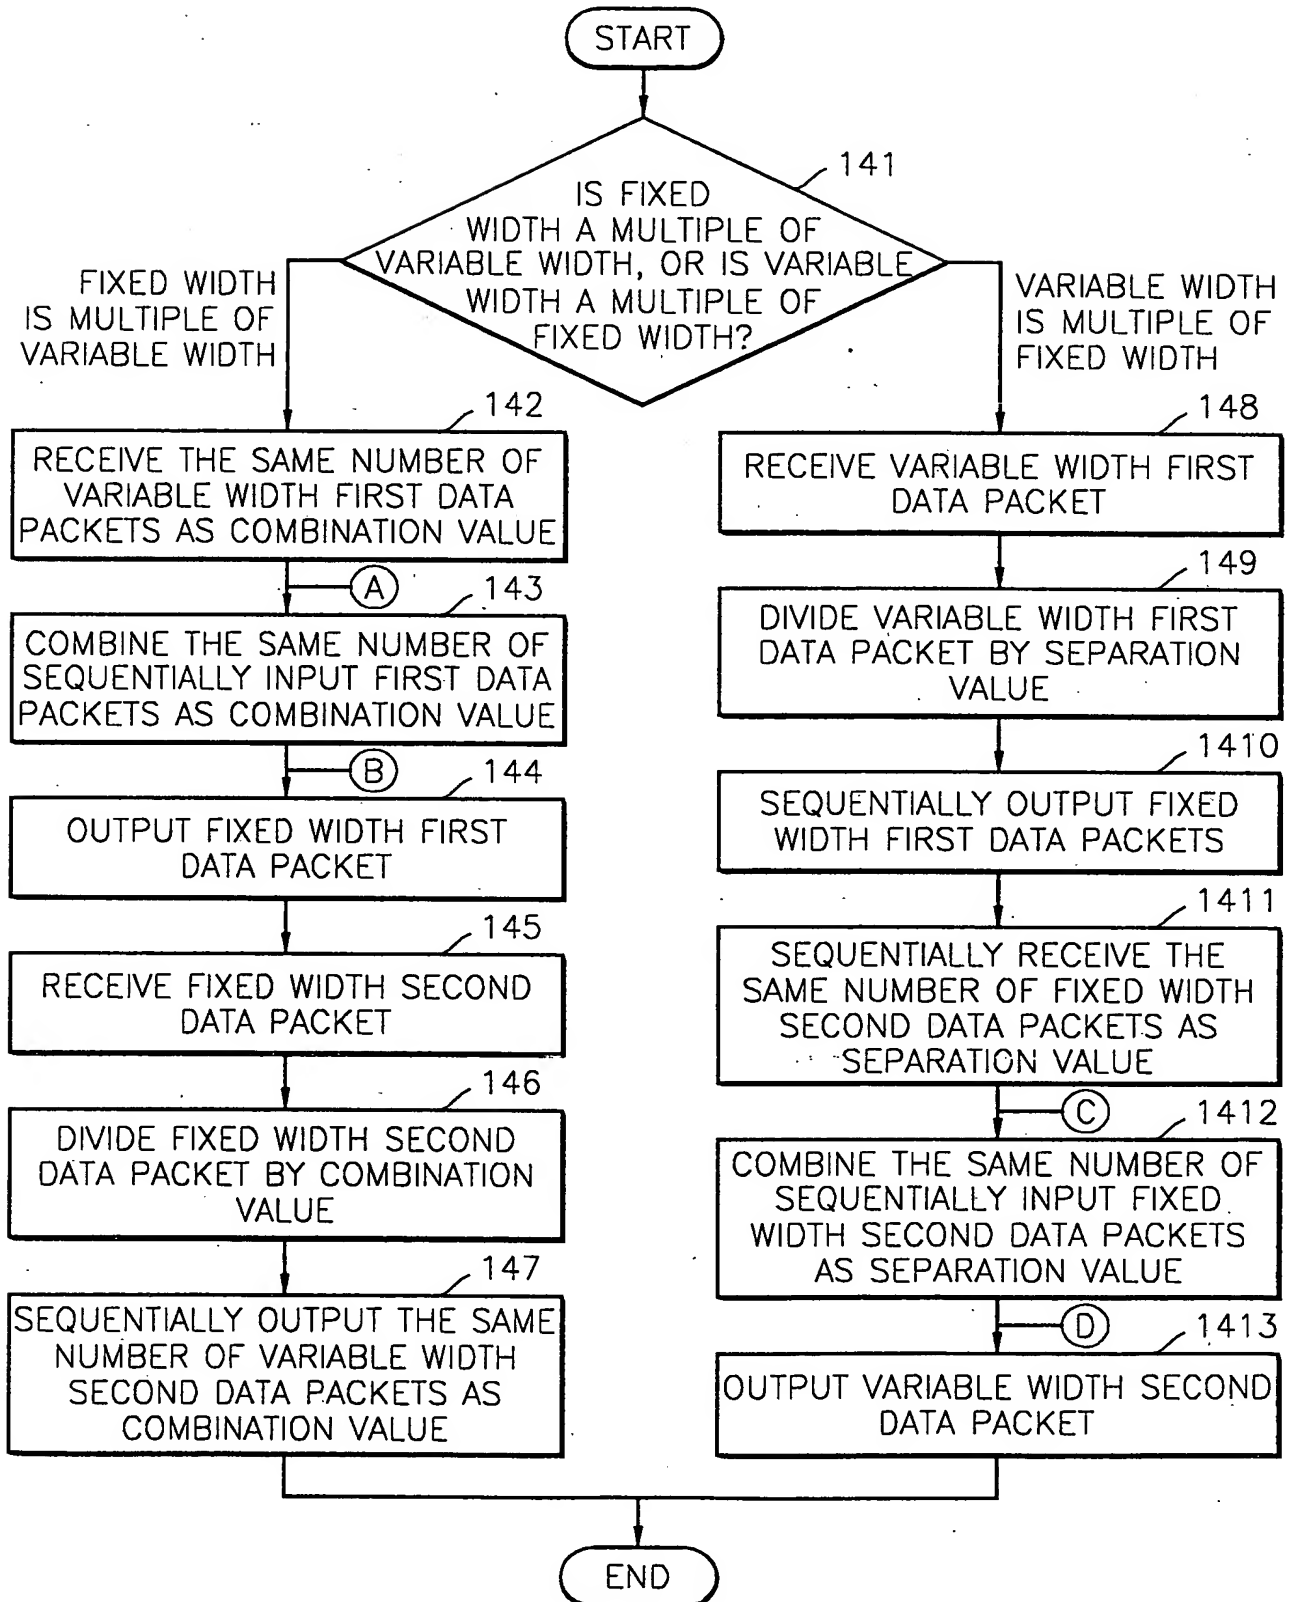 START
141
IS FIXED
WIDTH A MULTIPLE OF
VARIABLE WIDTH, OR IS VARIABLE
WIDTH A MULTIPLE OF
FIXED WIDTH?
FIXED WIDTH
IS MULTIPLE OF
VARIABLE WIDTH
VARIABLE WIDTH
IS MULTIPLE OF
FIXED WIDTH
142
RECEIVE THE SAME NUMBER OF
VARIABLE WIDTH FIRST DATA
PACKETS AS COMBINATION VALUE
A
143
COMBINE THE SAME NUMBER OF
SEQUENTIALLY INPUT FIRST DATA
PACKETS AS COMBINATION VALUE
B
144
OUTPUT FIXED WIDTH FIRST
DATA PACKET
145
RECEIVE FIXED WIDTH SECOND
DATA PACKET
146
DIVIDE FIXED WIDTH SECOND
DATA PACKET BY COMBINATION
VALUE
147
SEQUENTIALLY OUTPUT THE SAME
NUMBER OF VARIABLE WIDTH
SECOND DATA PACKETS AS
COMBINATION VALUE
148
RECEIVE VARIABLE WIDTH FIRST
DATA PACKET
149
DIVIDE VARIABLE WIDTH FIRST
DATA PACKET BY SEPARATION
VALUE
1410
SEQUENTIALLY OUTPUT FIXED
WIDTH FIRST DATA PACKETS
1411
SEQUENTIALLY RECEIVE THE
SAME NUMBER OF FIXED WIDTH
SECOND DATA PACKETS AS
SEPARATION VALUE
C
1412
COMBINE THE SAME NUMBER OF
SEQUENTIALLY INPUT FIXED
WIDTH SECOND DATA PACKETS
AS SEPARATION VALUE
D
1413
OUTPUT VARIABLE WIDTH SECOND
DATA PACKET
END